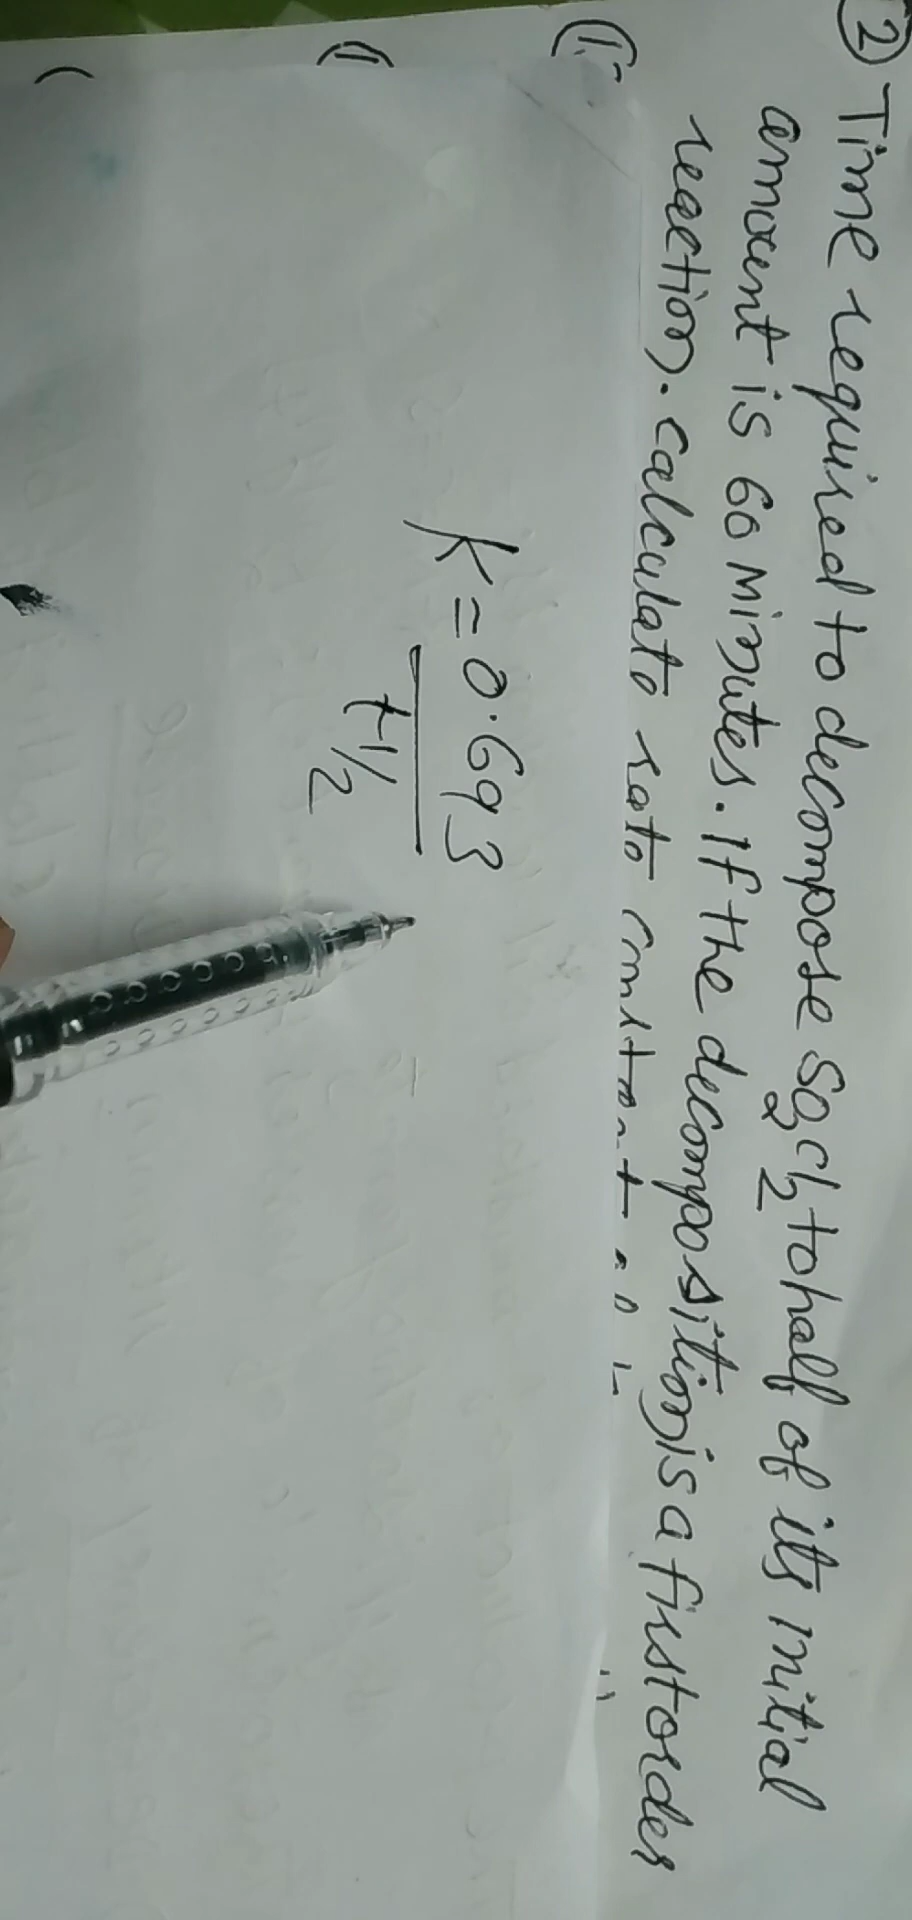 2 Time required to decompose SO2Cl2 to half of its initial
amount is 60 Minutes. If the decomposition is a first order
reaction. calculate rate constant
K = 0.693
t1/2